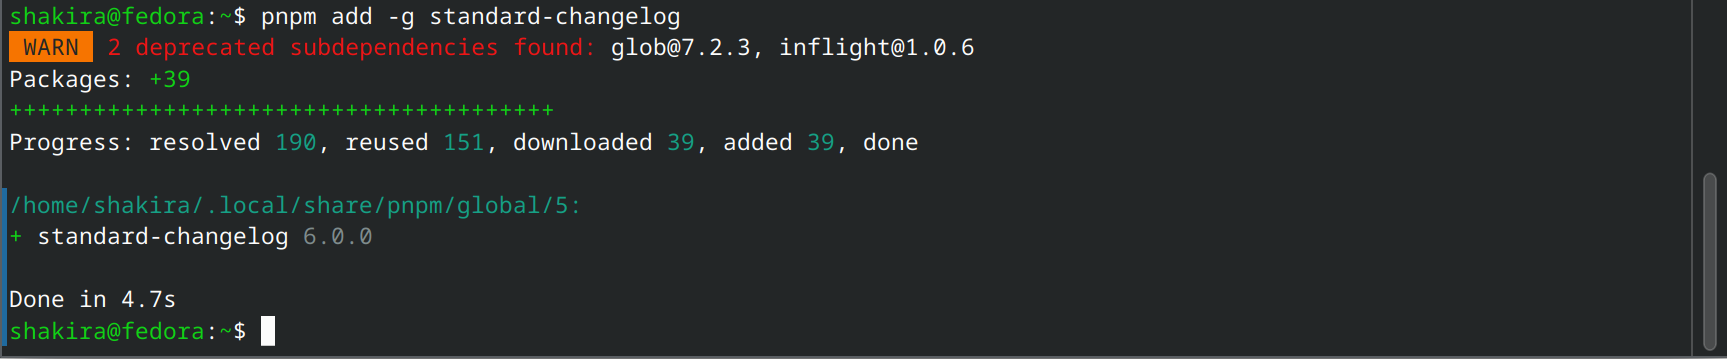 shakira@fedora:~$ pnpm add -g standard-changelog
WARN 2 deprecated subdependencies found: glob@7.2.3, inflight@1.0.6
Packages: +39
+++++++++++++++++++++++++++++++++++++++
Progress: resolved 190, reused 151, downloaded 39, added 39, done
/home/shakira/.local/share/pnpm/global/5:
+ standard-changelog 6.0.0
Done in 4.7s
shakira@fedora:~$